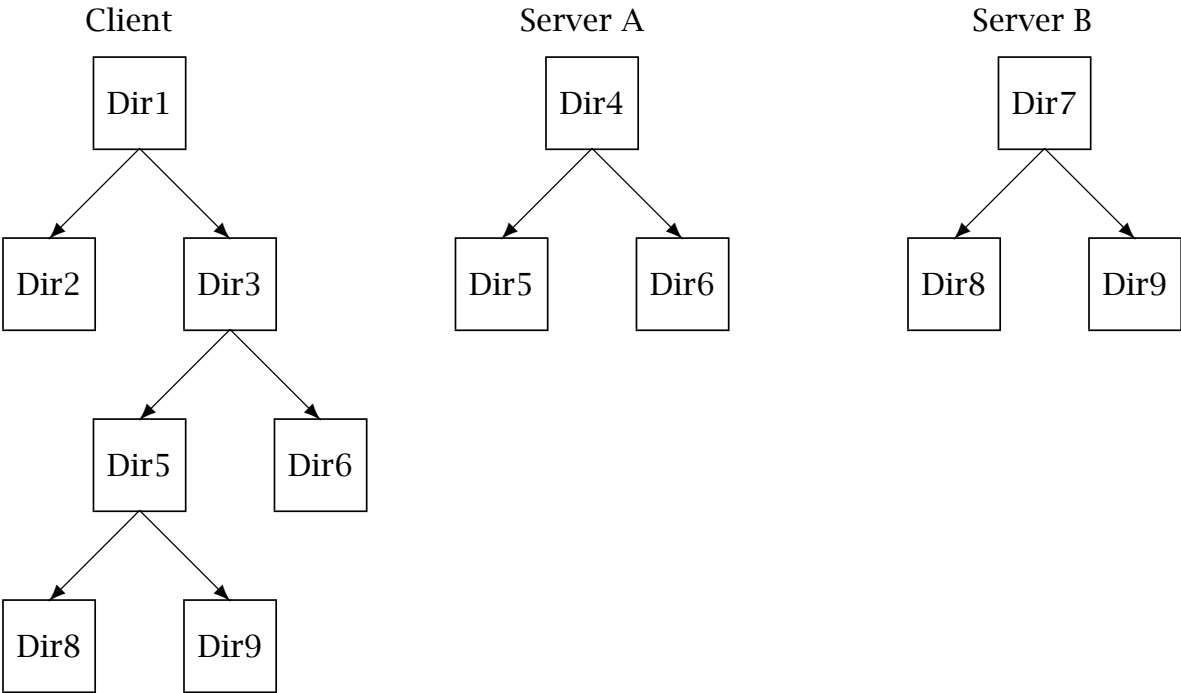 Client
Server A
Server B
Dir1
Dir4
Dir7
Dir2
Dir3
Dir5
Dir6
Dir8
Dir9
Dir5
Dir6
Dir8
Dir9